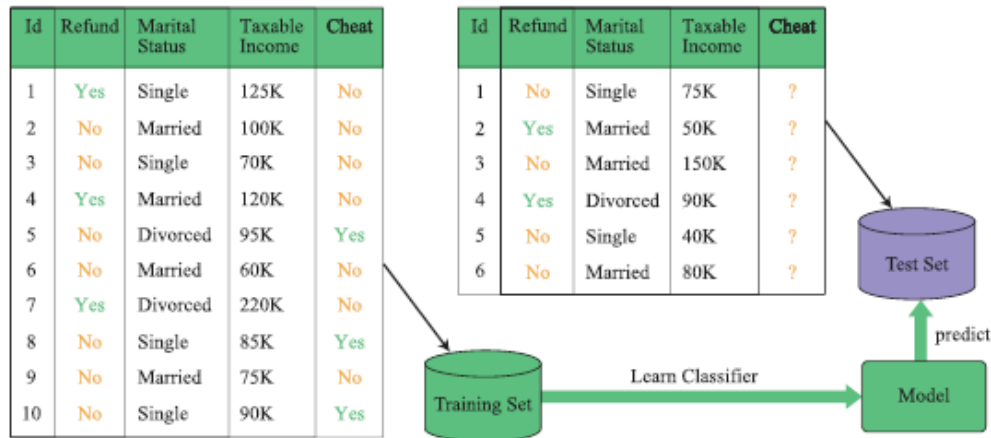 Id Refund Marital Status Taxable Income Cheat
1 Yes Single 125K No
2 No Married 100K No
3 No Single 70K No
4 Yes Married 120K No
5 No Divorced 95K Yes
6 No Married 60K No
7 Yes Divorced 220K No
8 No Single 85K Yes
9 No Married 75K No
10 No Single 90K Yes
Id Refund Marital Status Taxable Income Cheat
1 No Single 75K ?
2 Yes Married 50K ?
3 No Married 150K ?
4 Yes Divorced 90K ?
5 No Single 40K ?
6 No Married 80K ?
Test Set
predict
Learn Classifier
Training Set
Model